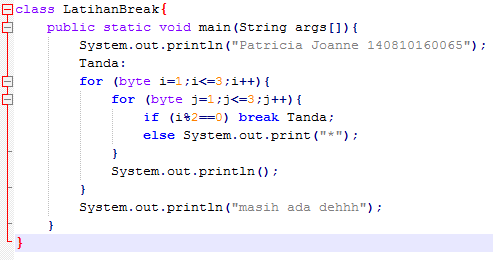 class LatihanBreak{
    public static void main(String args[]){
        System.out.println("Patricia Joanne 140810160065");
        Tanda:
        for (byte i=1;i<=3;i++){
            for (byte j=1;j<=3;j++){
                if (i%2==0) break Tanda;
                else System.out.print("*");
            }
            System.out.println();
        }
        System.out.println("masih ada dehhh");
    }
}